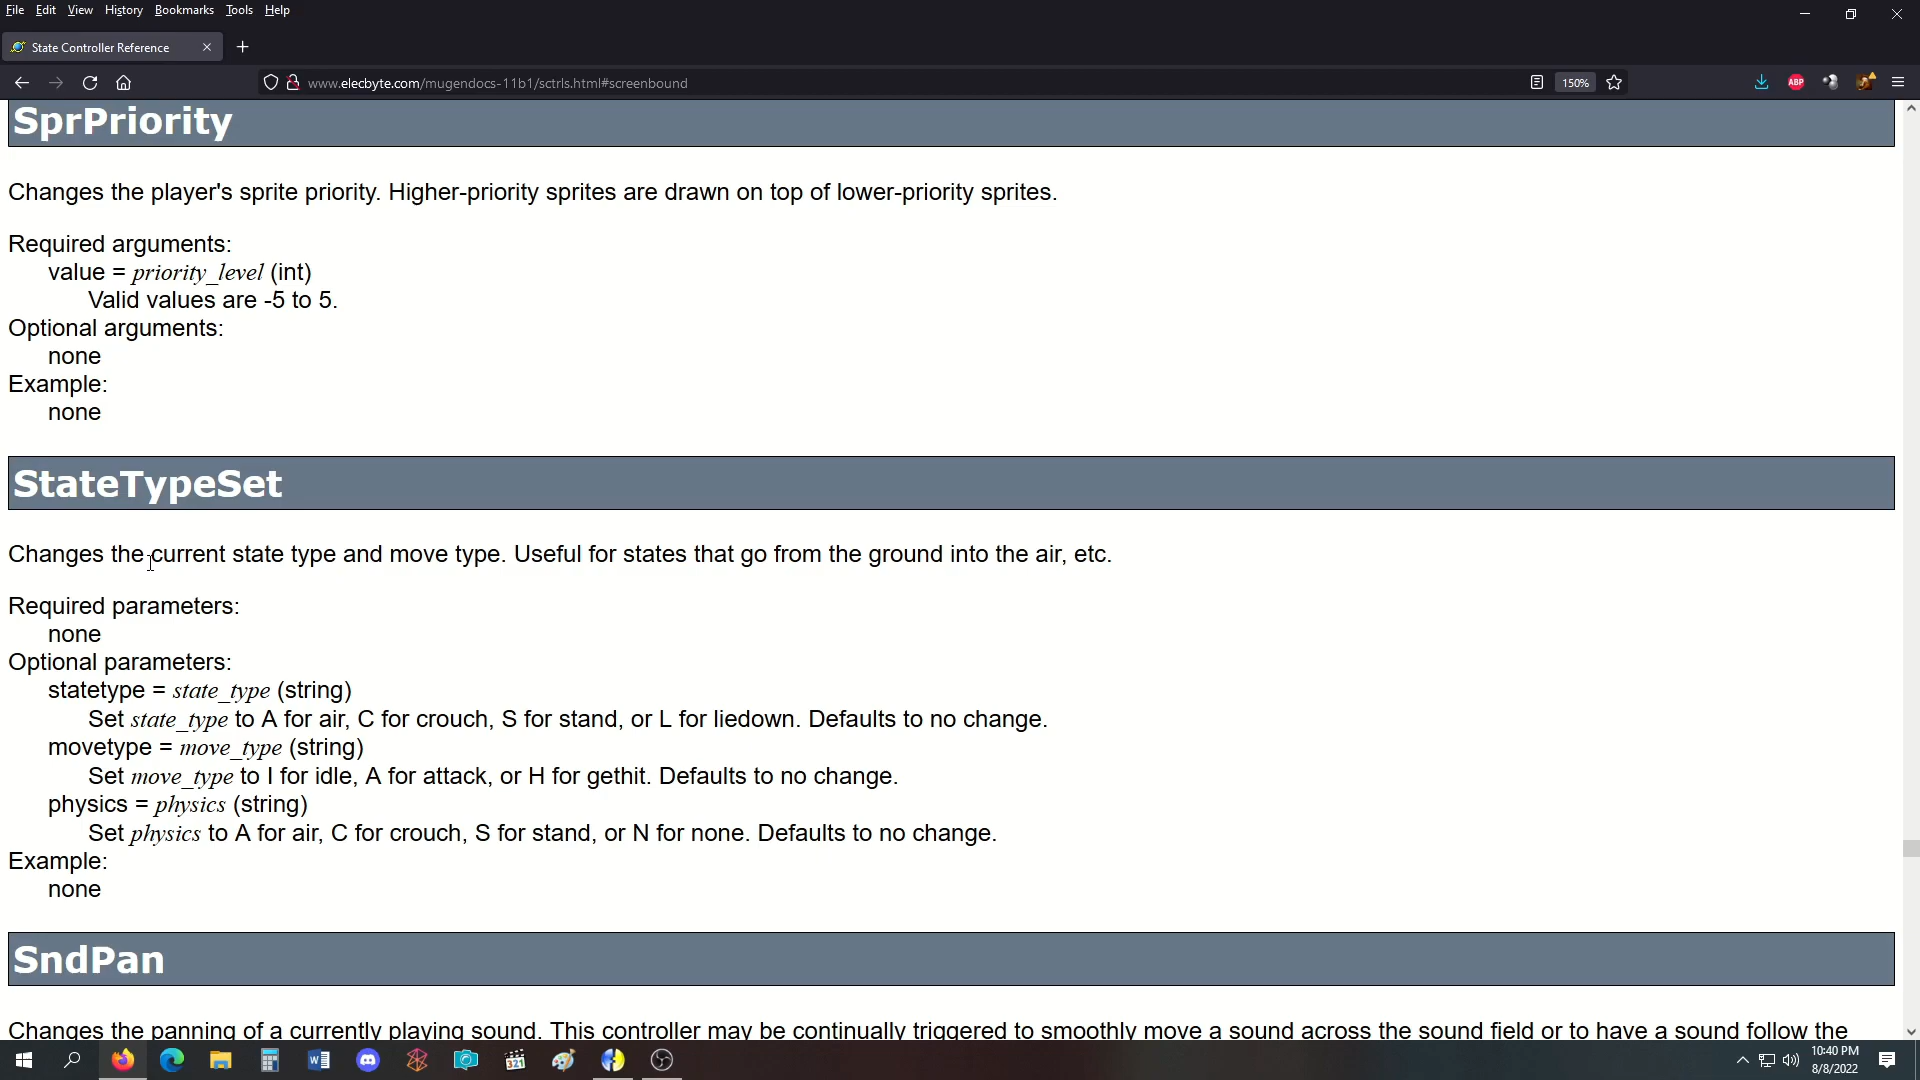 File Edit View History Bookmarks Tools Help
State Controller Reference
www.elecbyte.com/mugendocs-11b1/sctrls.html#screenbound
150%
ABP
SprPriority
Changes the player's sprite priority. Higher-priority sprites are drawn on top of lower-priority sprites.
Required arguments:
value = priority_level (int)
Valid values are -5 to 5.
Optional arguments:
none
Example:
none
StateTypeSet
Changes the current state type and move type. Useful for states that go from the ground into the air, etc.
Required parameters:
none
Optional parameters:
statetype = state_type (string)
Set state_type to A for air, C for crouch, S for stand, or L for liedown. Defaults to no change.
movetype = move_type (string)
Set move_type to I for idle, A for attack, or H for gethit. Defaults to no change.
physics = physics (string)
Set physics to A for air, C for crouch, S for stand, or N for none. Defaults to no change.
Example:
none
SndPan
Changes the panning of a currently playing sound. This controller may be continually triggered to smoothly move a sound across the sound field or to have a sound follow the
321
10:40 PM
8/8/2022